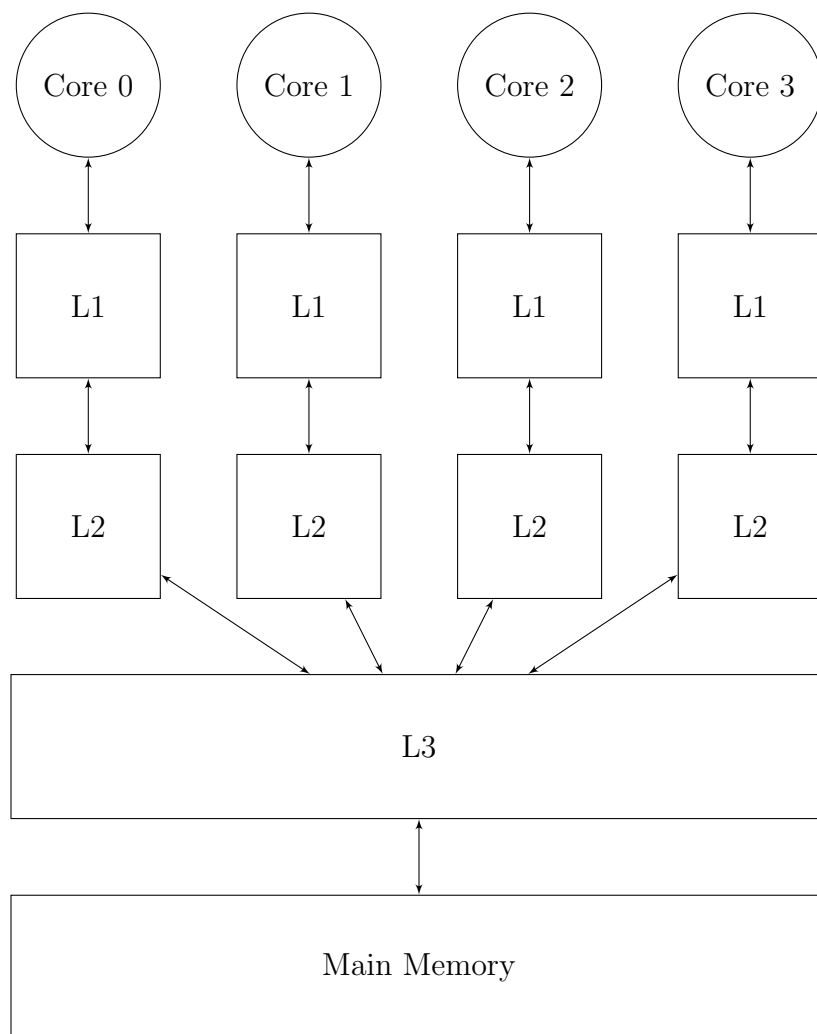 Core 0 Core 1 Core 2 Core 3
L1 L1 L1 L1
L2 L2 L2 L2
L3
Main Memory